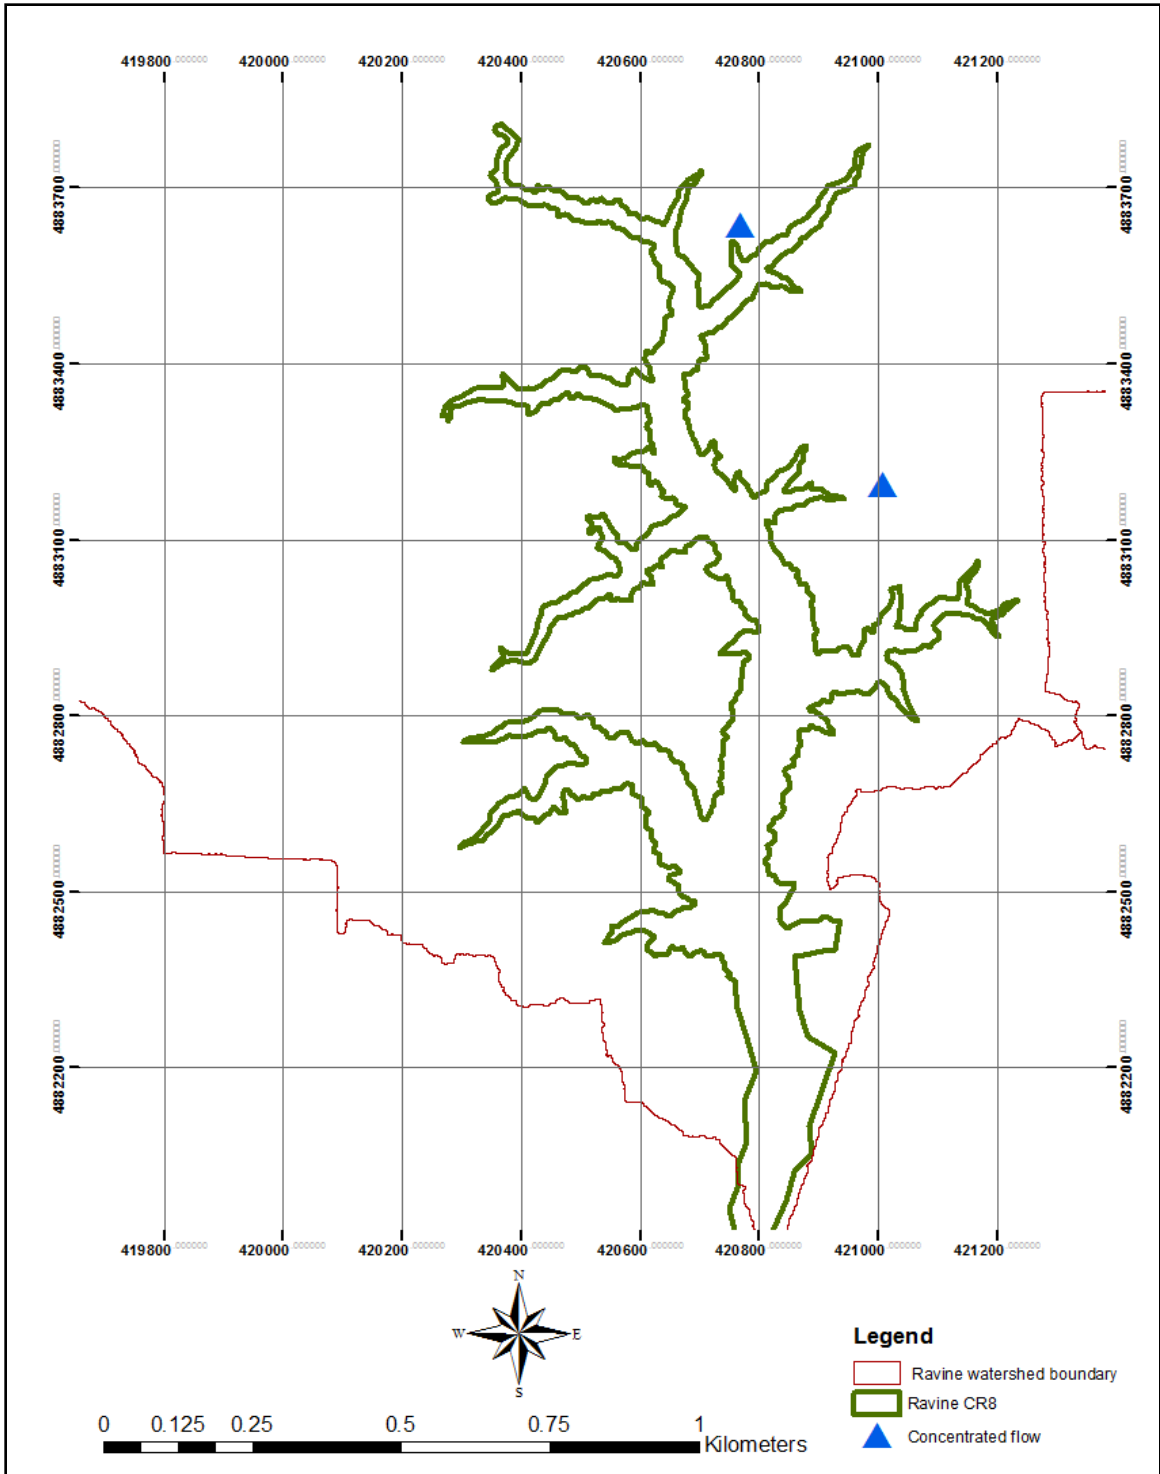 419800 420000 420200 420400 420600 420800 421000 421200
4883700 4883700
4883400 4883400
4883100 4883100
4882800 4882800
4882500 4882500
4882200 4882200
419800 420000 420200 420400 420600 420800 421000 421200
N
W E
S
Legend
Ravine watershed boundary
Ravine CR8
Concentrated flow
0 0.125 0.25 0.5 0.75 1
Kilometers